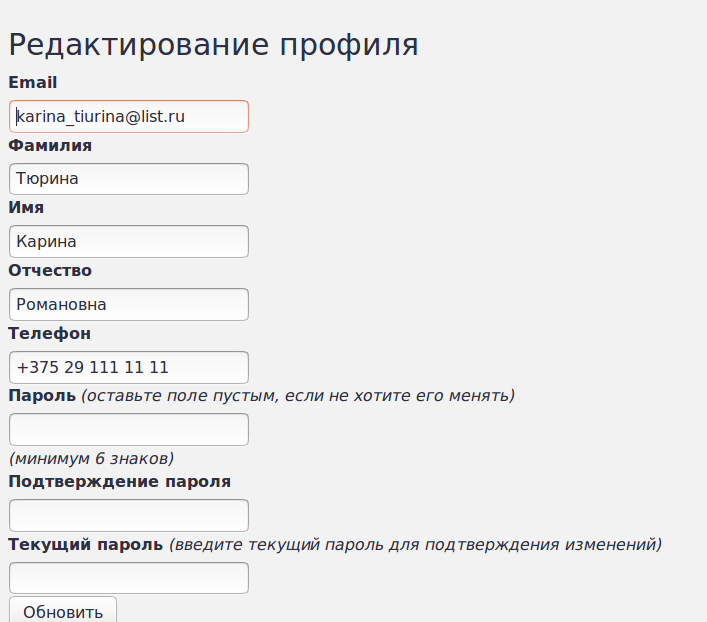 Редактирование профиля
Email
karina_tiurina@list.ru
Фамилия
Тюрина
Имя
Карина
Отчество
Романовна
Телефон
+375 29 111 11 11
Пароль (оставьте поле пустым, если не хотите его менять)
(минимум 6 знаков)
Подтверждение пароля
Текущий пароль (введите текущий пароль для подтверждения изменений)
Обновить